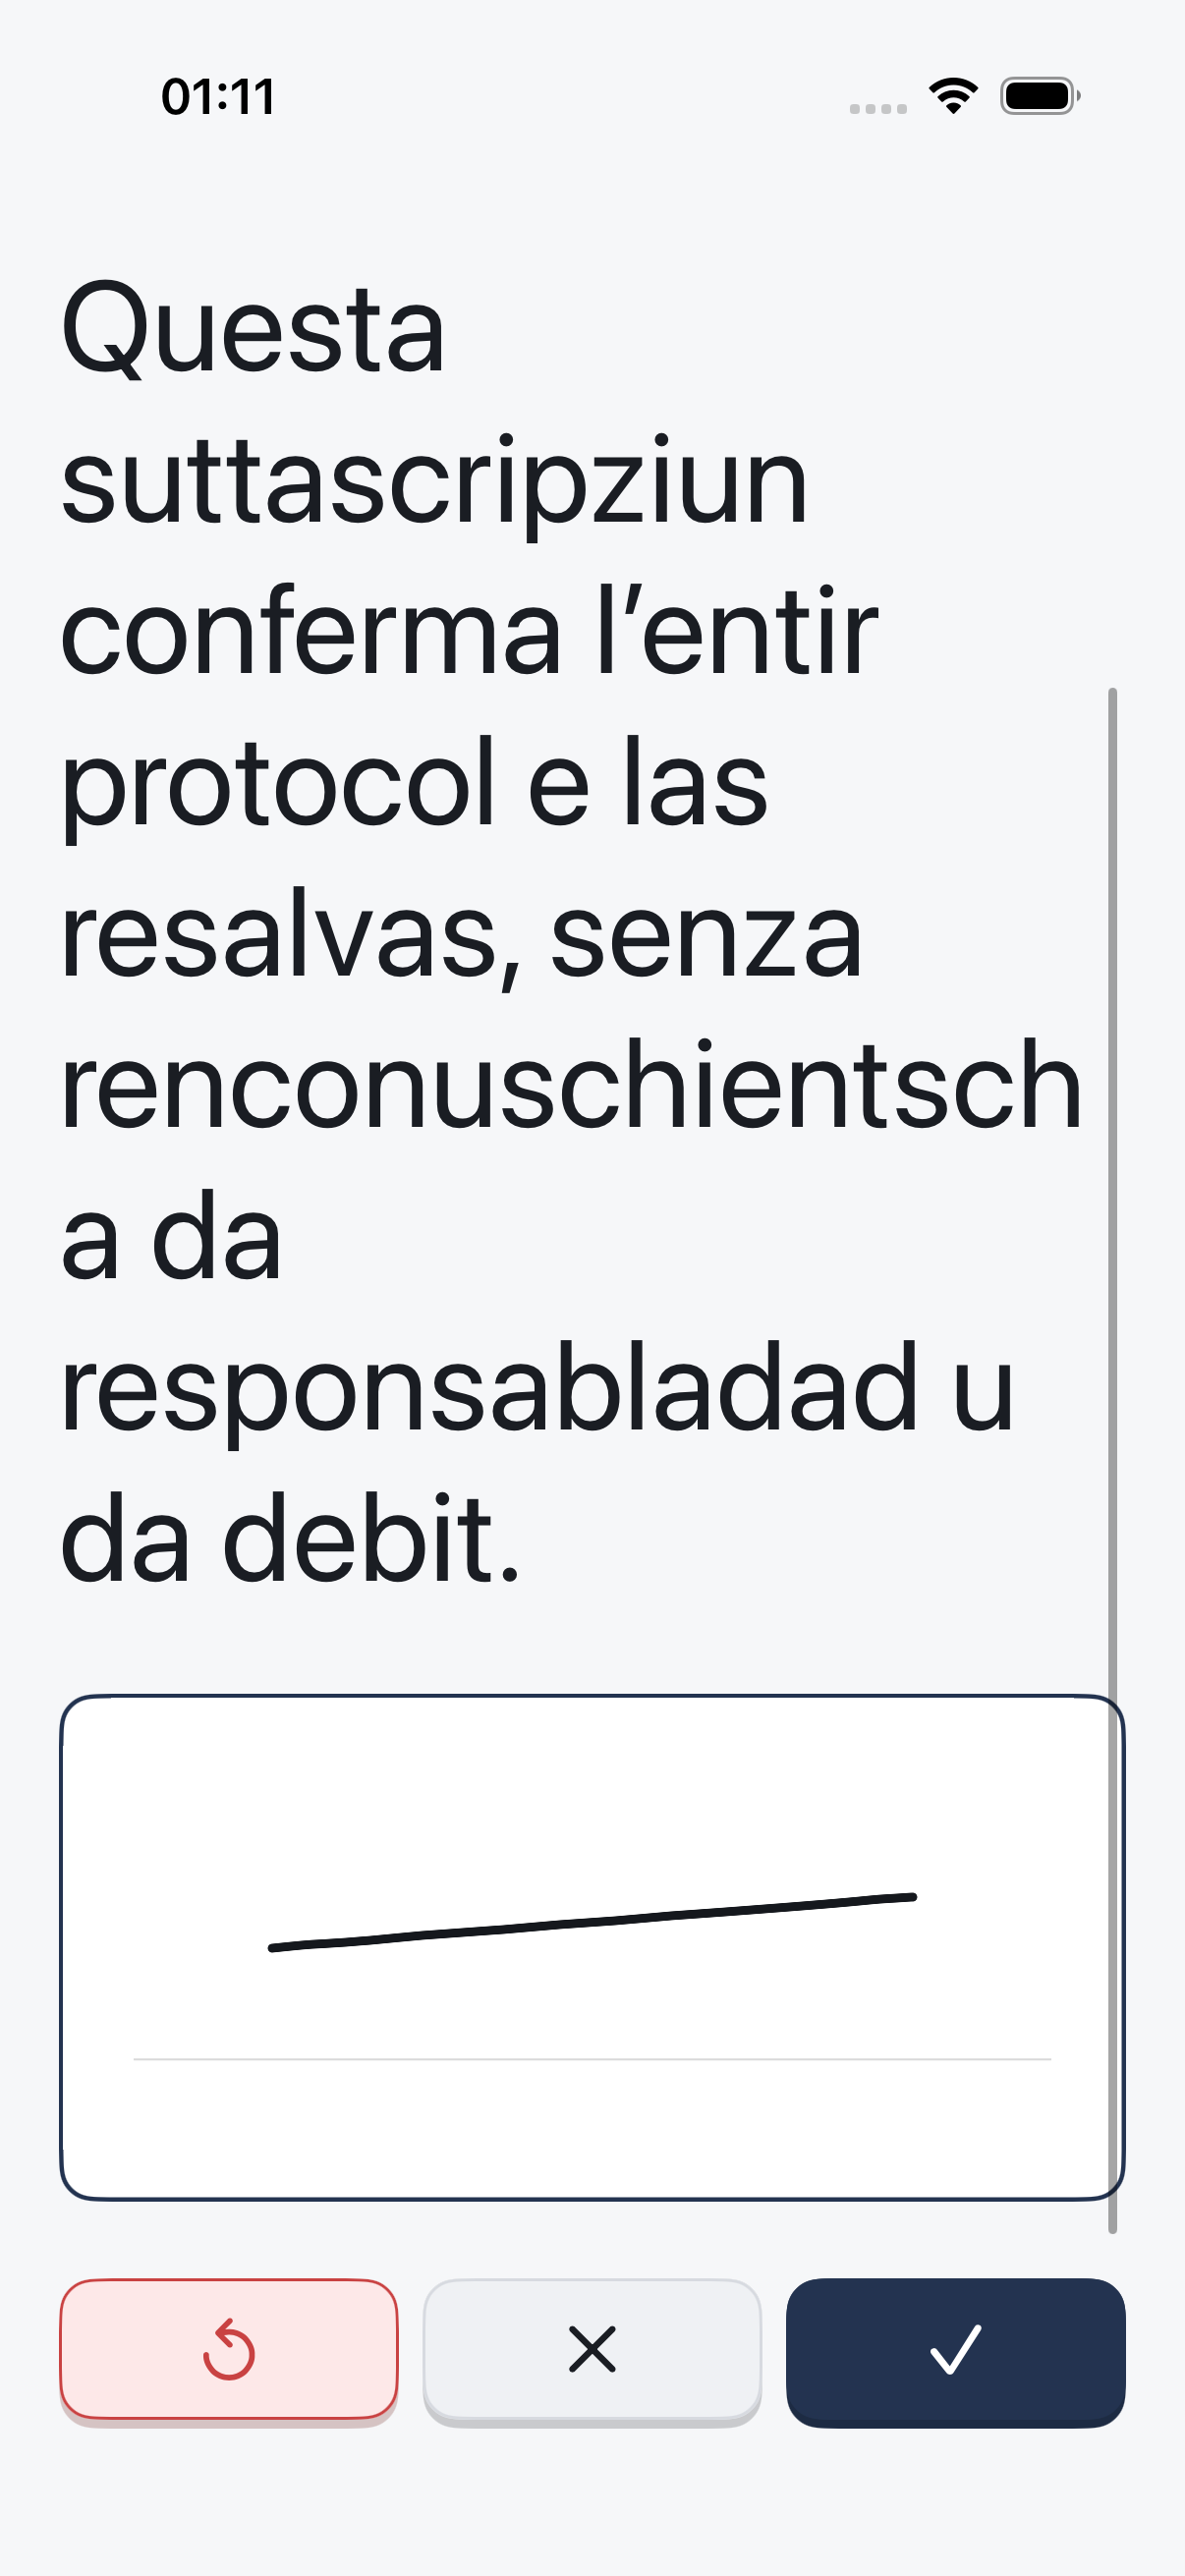 01:11
Questa
suttascripziun
conferma l’entir
protocol e las
resalvas, senza
renconuschientsch
a da
responsabladad u
da debit.